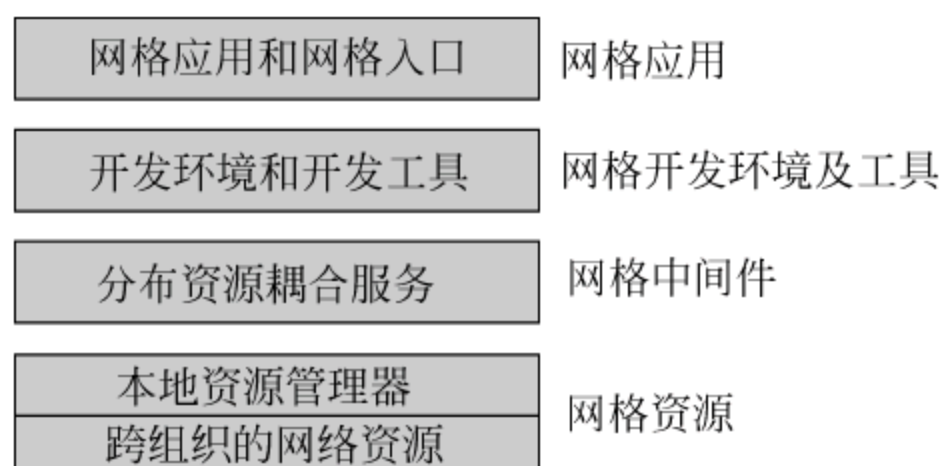 网格应用和网格入口 网格应用
开发环境和开发工具 网格开发环境及工具
分布资源耦合服务 网格中间件
本地资源管理器
网格资源
跨组织的网络资源